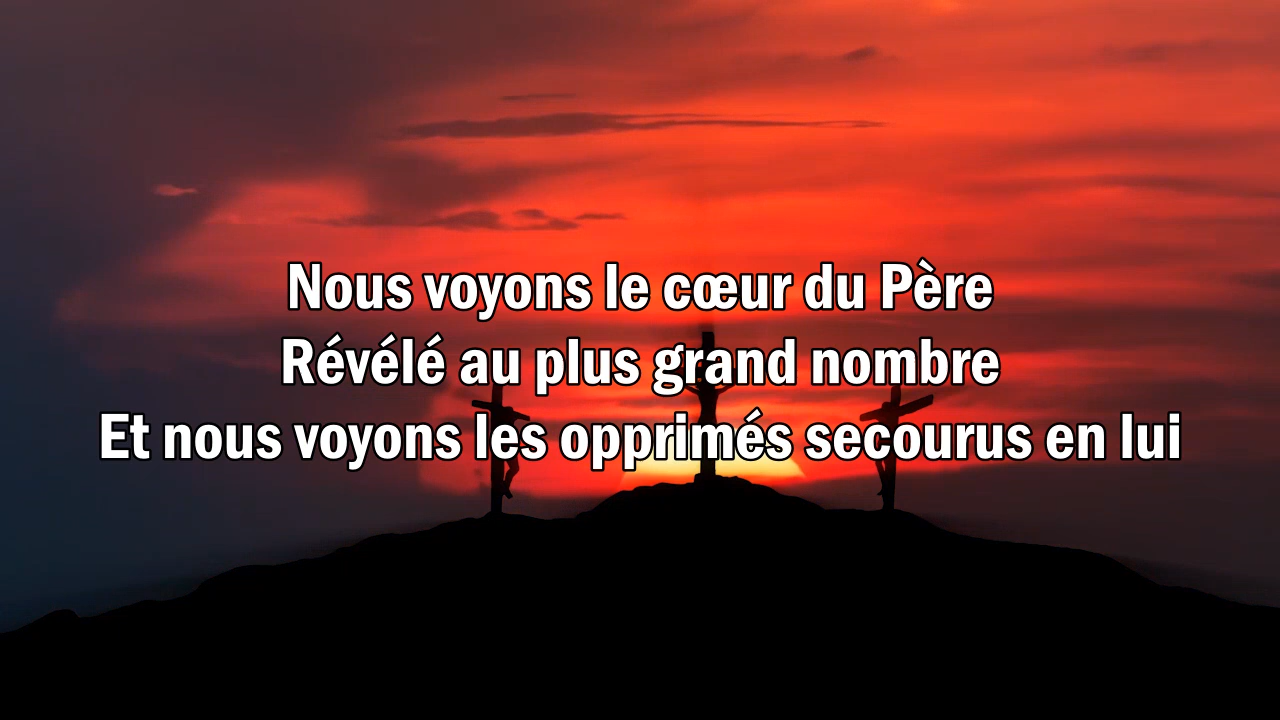 Nous voyons le cœur du Père
Révélé au plus grand nombre
Et nous voyons les opprimés secourus en lui